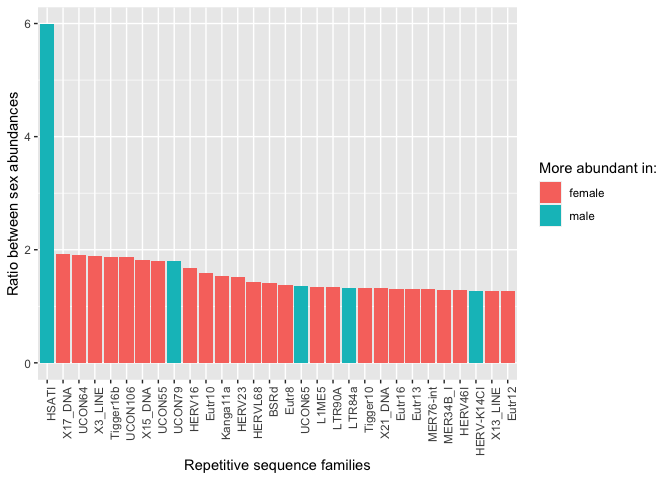 Ratio between sex abundances
6
4
2
0
HSATI
X17_DNA
UCON64
X3_LINE
Tigger16b
UCON106
X15_DNA
UCON55
UCON79
HERV16
Eutr10
Kanga11a
HERV23
HERVL68
BSRd
Eutr8
UCON65
L1ME5
LTR90A
LTR84a
Tigger10
X21_DNA
Eutr16
Eutr13
MER76-int
MER34B_I
HERV46I
HERV-K14CI
X13_LINE
Eutr12
Repetitive sequence families
More abundant in:
female
male